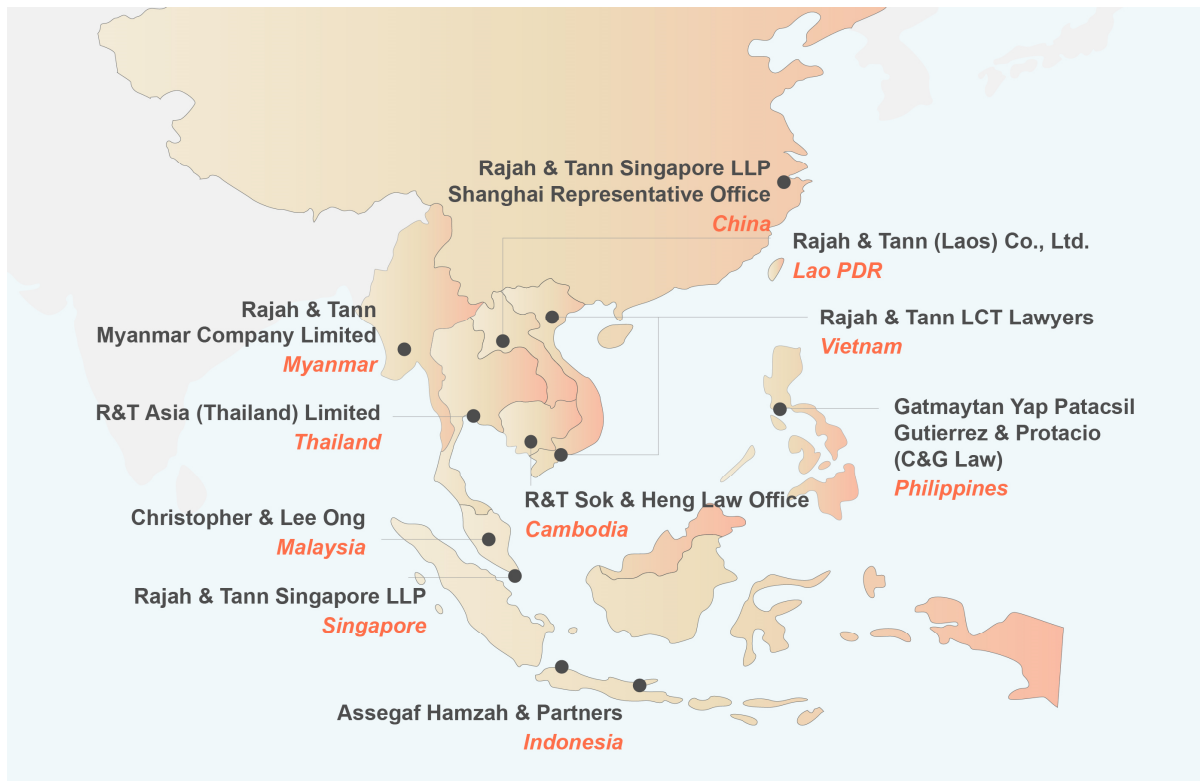 Rajah & Tann Singapore LLP
Shanghai Representative Office
China
Rajah & Tann (Laos) Co., Ltd.
Lao PDR
Rajah & Tann
Myanmar Company Limited
Myanmar
Rajah & Tann LCT Lawyers
Vietnam
R&T Asia (Thailand) Limited
Thailand
Gatmaytan Yap Patacsil
Gutierrez & Protacio
(C&G Law)
Philippines
R&T Sok & Heng Law Office
Cambodia
Christopher & Lee Ong
Malaysia
Rajah & Tann Singapore LLP
Singapore
Assegaf Hamzah & Partners
Indonesia